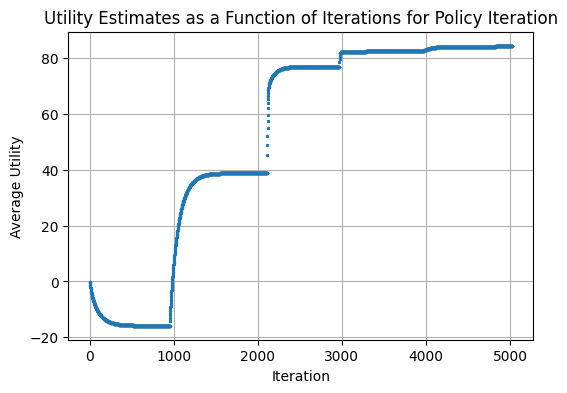 Utility Estimates as a Function of Iterations for Policy Iteration
80
60
40
20
0
−20
Average Utility
0 1000 2000 3000 4000 5000
Iteration